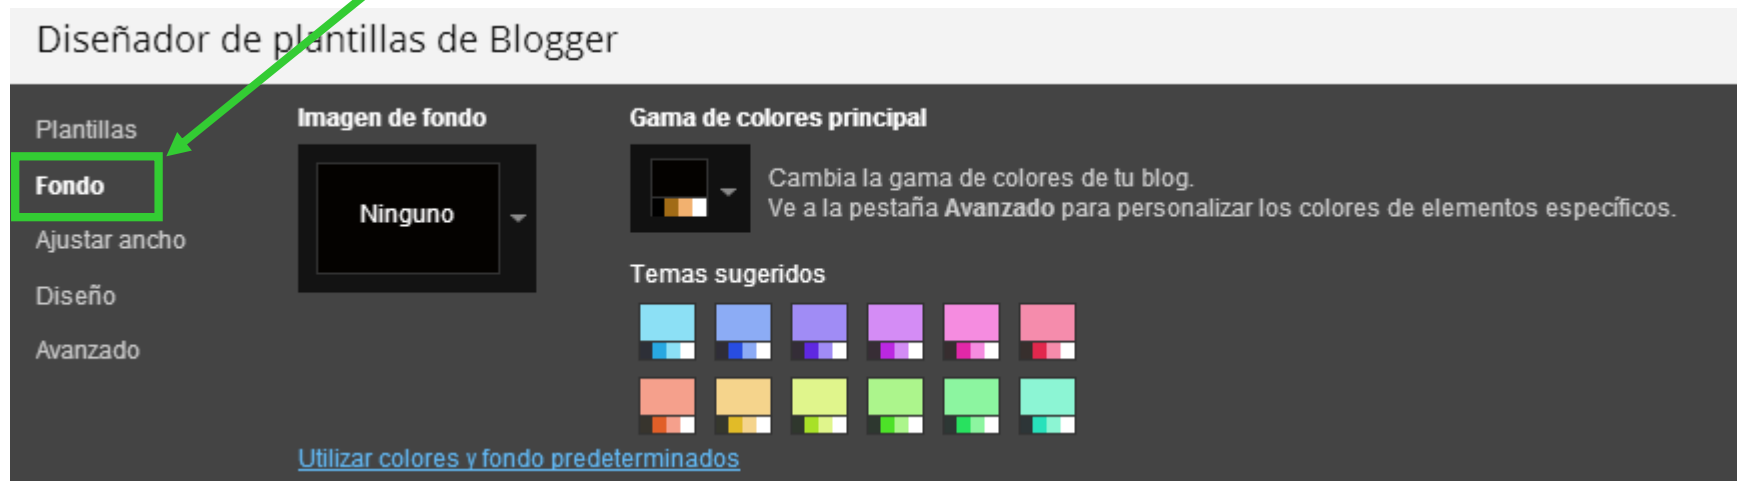 Diseñador de plantillas de Blogger
Plantillas
Fondo
Ajustar ancho
Diseño
Avanzado
Imagen de fondo
Ninguno
Gama de colores principal
Cambia la gama de colores de tu blog.
Ve a la pestaña Avanzado para personalizar los colores de elementos específicos.
Temas sugeridos
Utilizar colores y fondo predeterminados